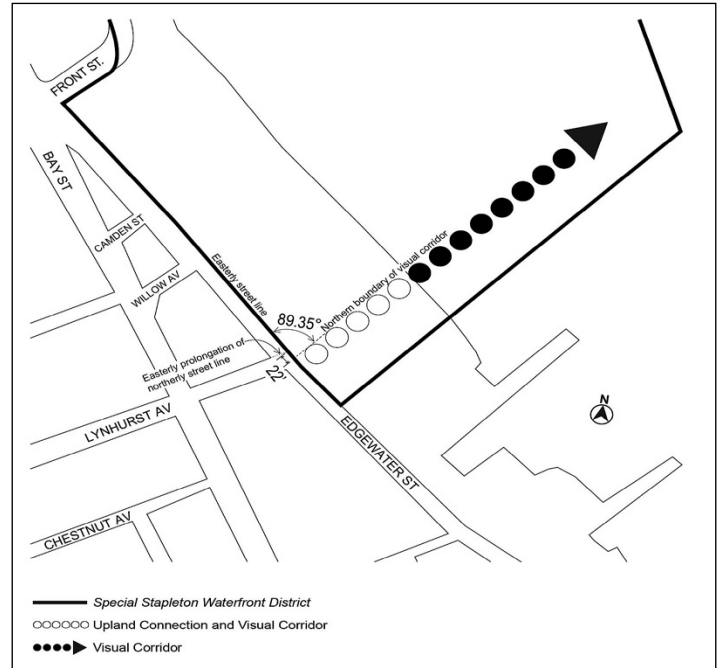 FRONT ST.
BAY ST
CAMDEN ST
WILLOW AV
Easterly street line
Northern boundary of visual corridor
89.35°
Easterly prolongation of
northerly street line
22'
LYNHURST AV
EDGEWATER ST
N
CHESTNUT AV
Special Stapleton Waterfront District
Upland Connection and Visual Corridor
Visual Corridor